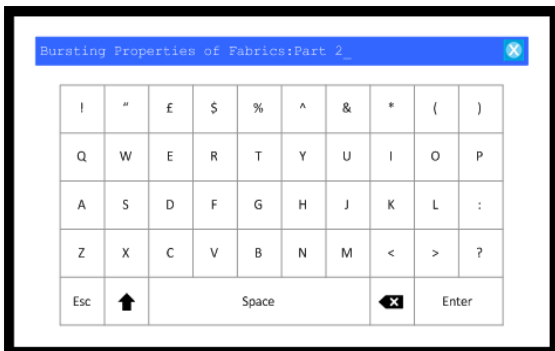 Bursting Properties of Fabrics:Part 2_
! " £ $ % ^ & * ( )
Q W E R T Y U I O P
A S D F G H J K L :
Z X C V B N M < > ?
Esc Space Enter